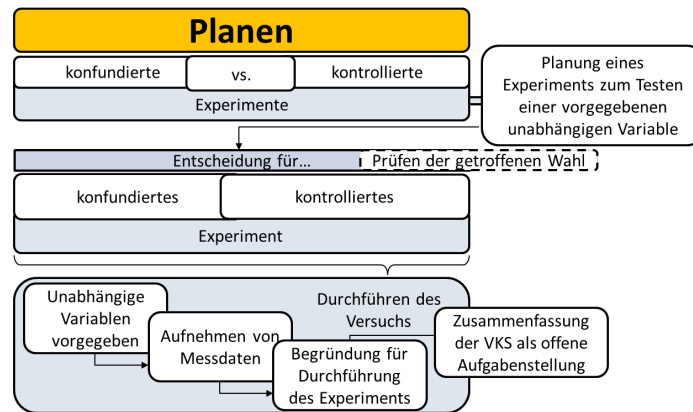 Planen
konfundierte vs. kontrollierte
Experimente
Planung eines
Experiments zum Testen
einer vorgegebenen
unabhängigen Variable
Entscheidung für... Prüfen der getroffenen Wahl
konfundiertes kontrolliertes
Experiment
Unabhängige
Variablen
vorgegeben
Aufnehmen von
Messdaten
Durchführen des
Versuchs
Begründung für
Durchführung
des Experiments
Zusammenfassung
der VKS als offene
Aufgabenstellung